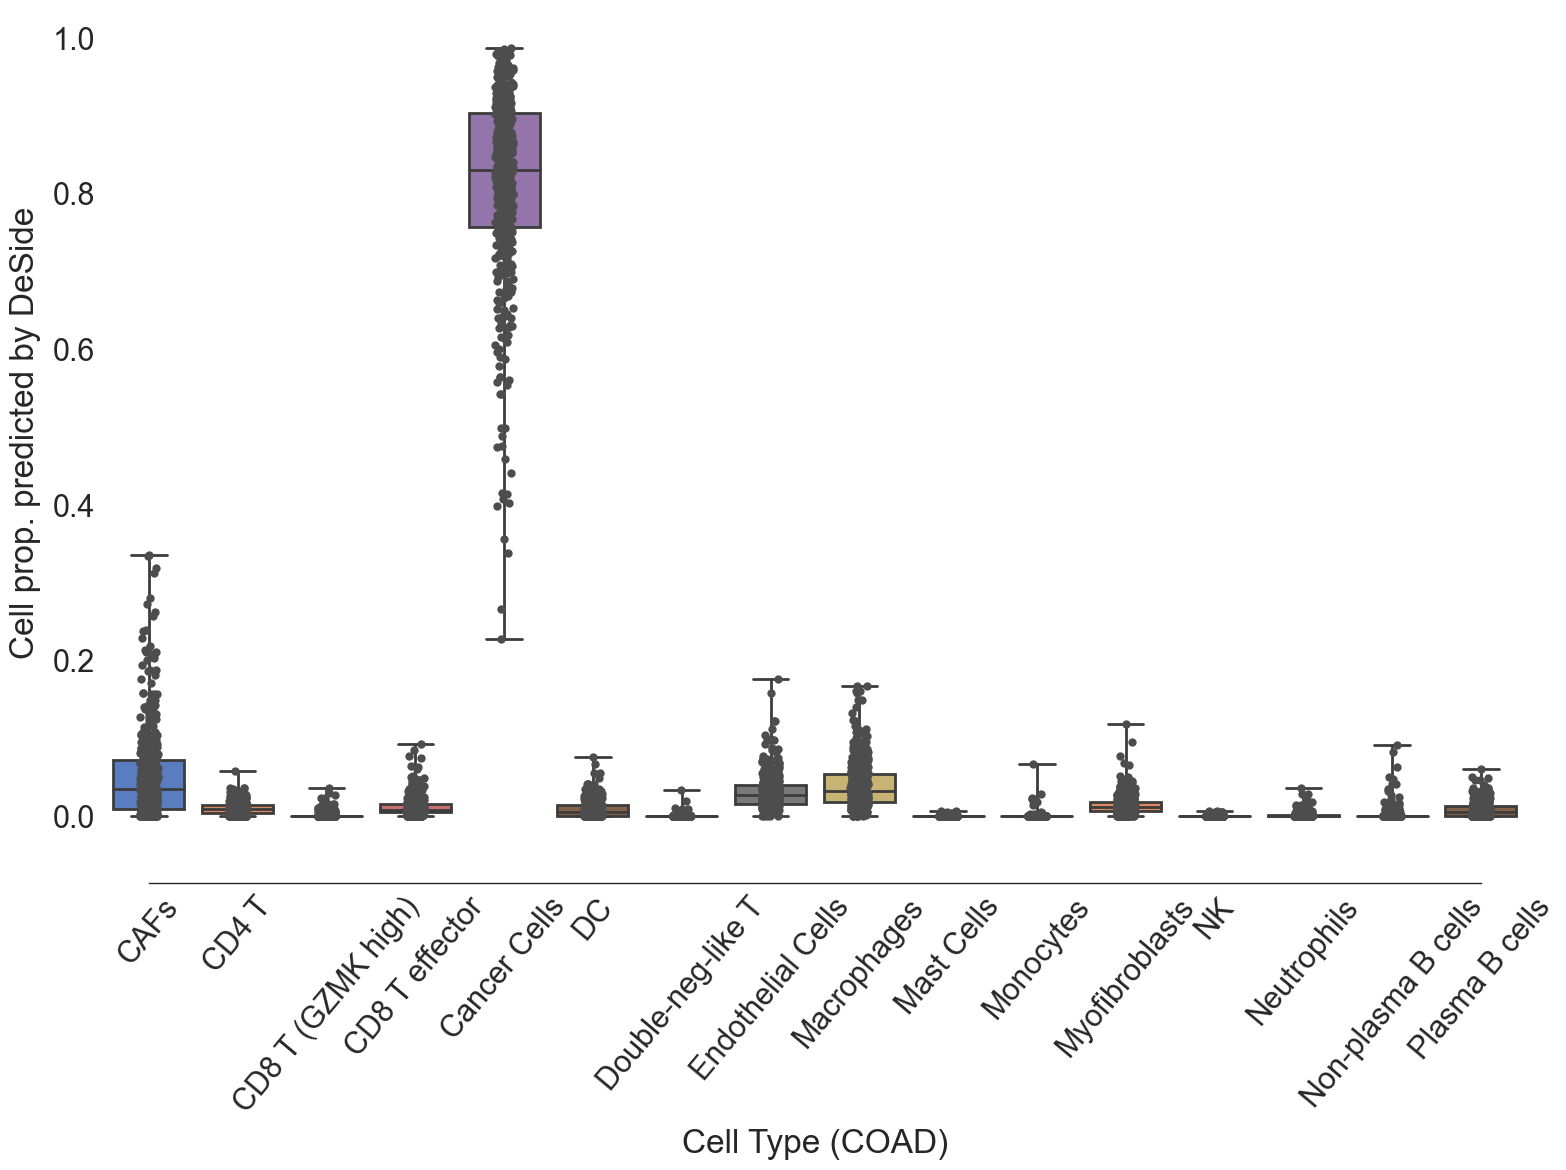 Cell prop. predicted by DeSide
1.0
0.8
0.6
0.4
0.2
0.0
CAFs
CD4 T
CD8 T (GZMK high)
CD8 T effector
Cancer Cells
DC
Double-neg-like T
Endothelial Cells
Macrophages
Mast Cells
Monocytes
Myofibroblasts
NK
Neutrophils
Non-plasma B cells
Plasma B cells
Cell Type (COAD)